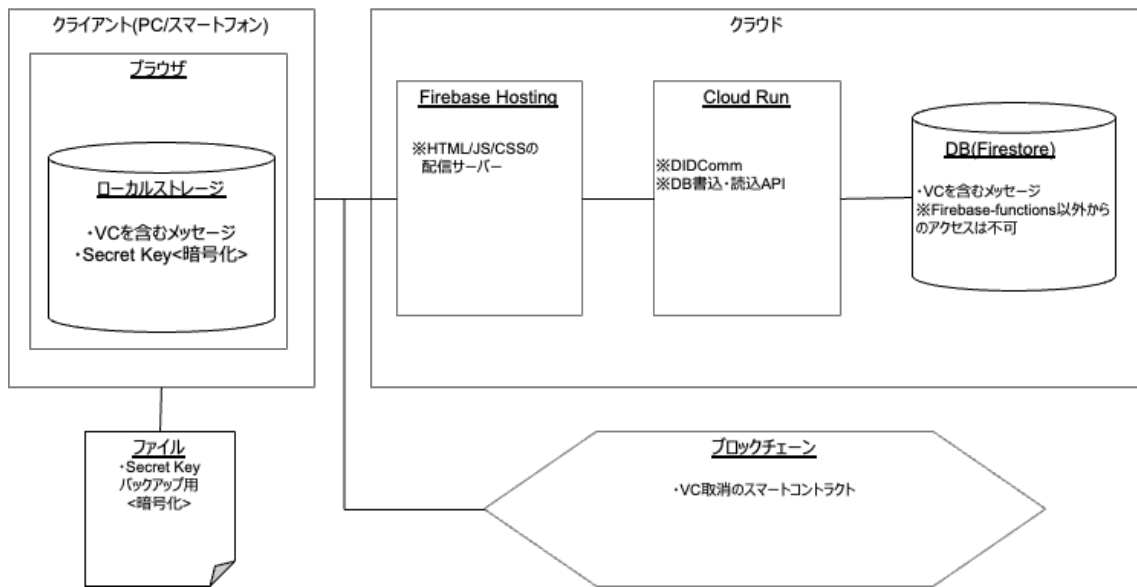 クライアント(PC/スマートフォン)
ブラウザ
ローカルストレージ
・VCを含むメッセージ
・Secret Key<暗号化>
ファイル
・Secret Key
バックアップ用
<暗号化>
クラウド
Firebase Hosting
※HTML/JS/CSSの
配信サーバー
Cloud Run
※DIDComm
※DB書込・読込API
DB(Firestore)
・VCを含むメッセージ
※Firebase-functions以外から
のアクセスは不可
ブロックチェーン
・VC取消のスマートコントラクト